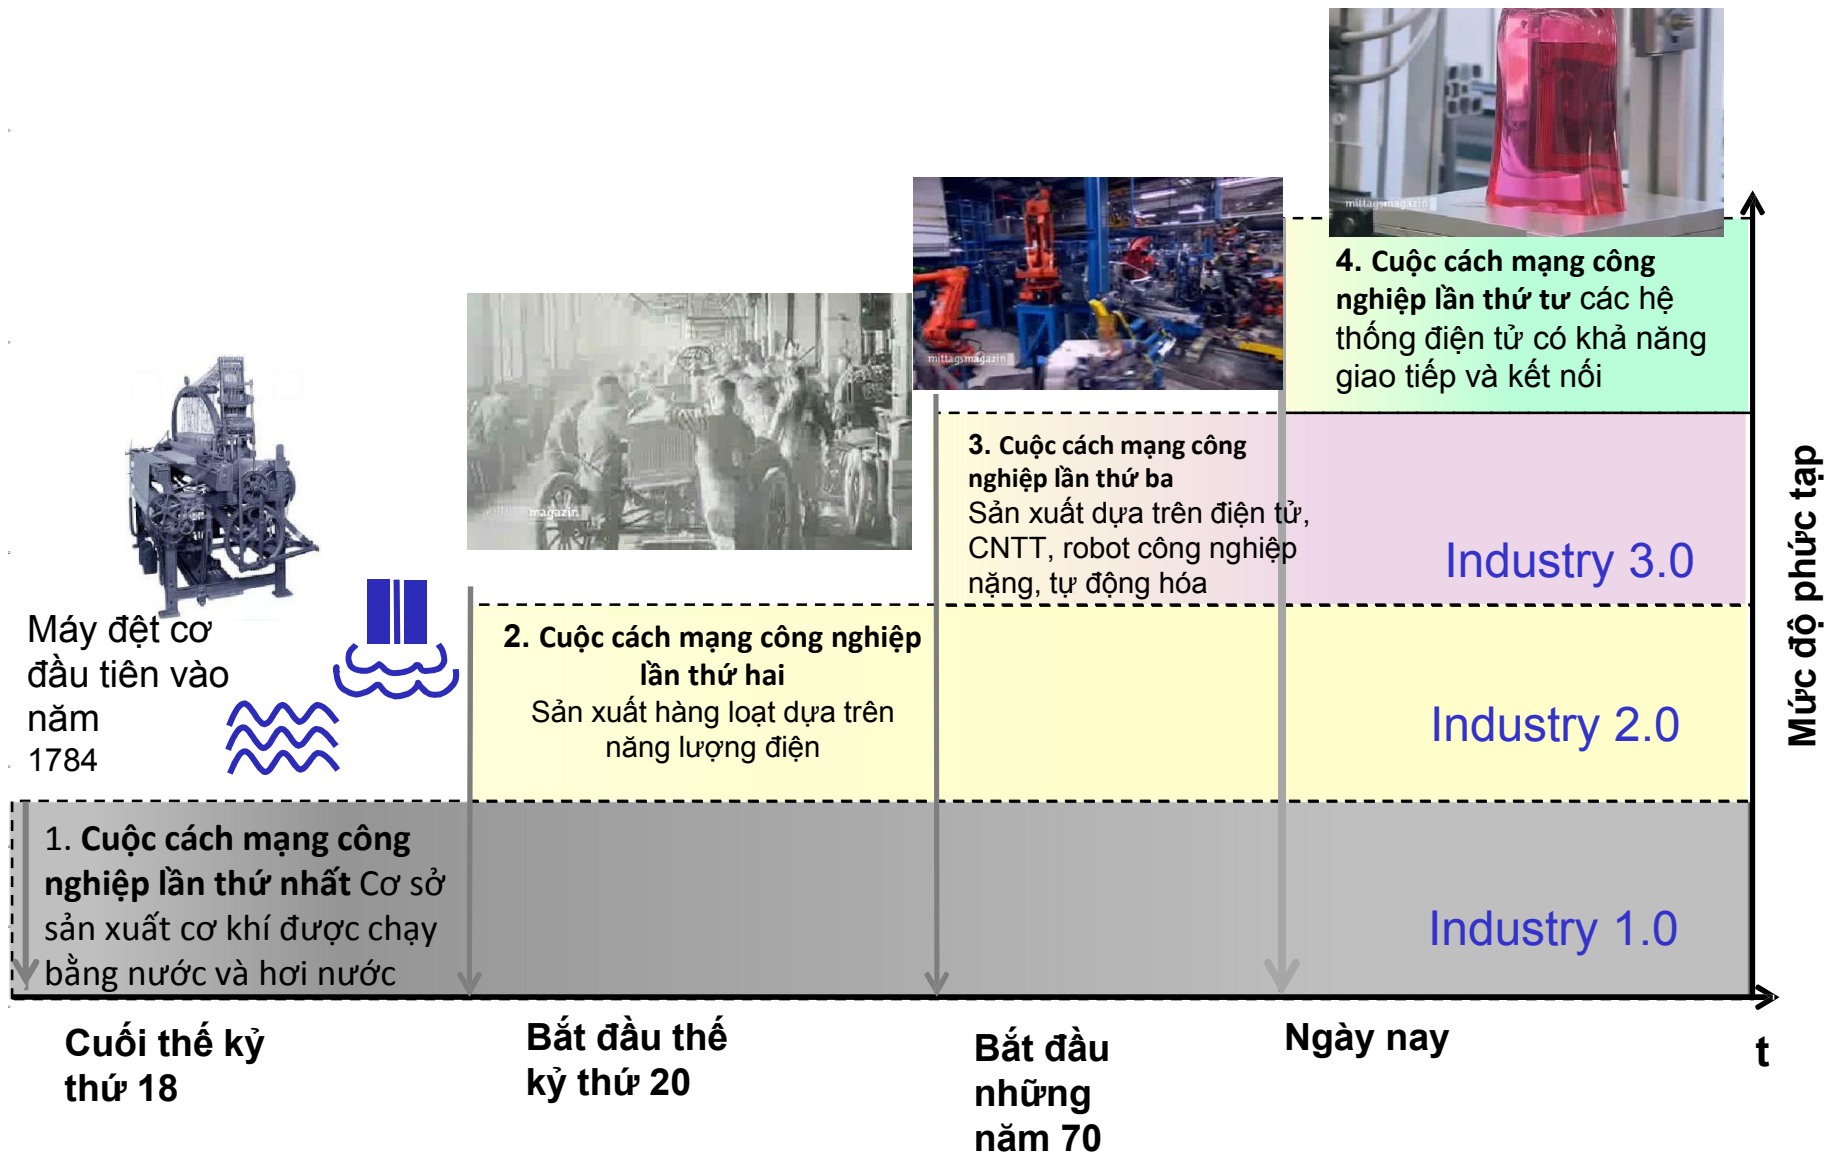 mittagsmagazin
4. Cuộc cách mạng công
nghiệp lần thứ tư các hệ
thống điện tử có khả năng
giao tiếp và kết nối
mittagsmagazin
3. Cuộc cách mạng công
nghiệp lần thứ ba
Sản xuất dựa trên điện tử,
CNTT, robot công nghiệp
nặng, tự động hóa
Industry 3.0
magazin
Máy đệt cơ
đầu tiên vào
năm
1784
2. Cuộc cách mạng công nghiệp
lần thứ hai
Sản xuất hàng loạt dựa trên
năng lượng điện
Industry 2.0
1. Cuộc cách mạng công
nghiệp lần thứ nhất Cơ sở
sản xuất cơ khí được chạy
bằng nước và hơi nước
Industry 1.0
Mức độ phức tạp
Cuối thế kỷ
thứ 18
Bắt đầu thế
kỷ thứ 20
Bắt đầu
những
năm 70
Ngày nay
t